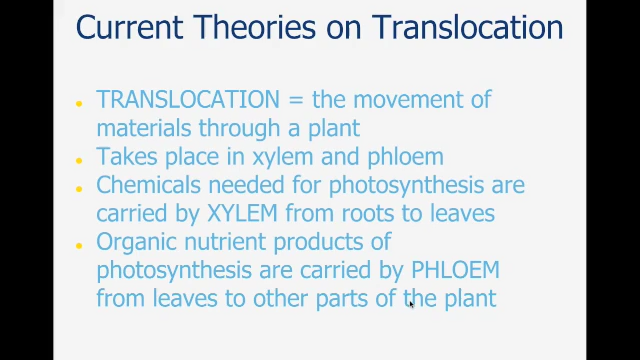 Current Theories on Translocation
TRANSLOCATION = the movement of
materials through a plant
Takes place in xylem and phloem
Chemicals needed for photosynthesis are
carried by XYLEM from roots to leaves
Organic nutrient products of
photosynthesis are carried by PHLOEM
from leaves to other parts of the plant